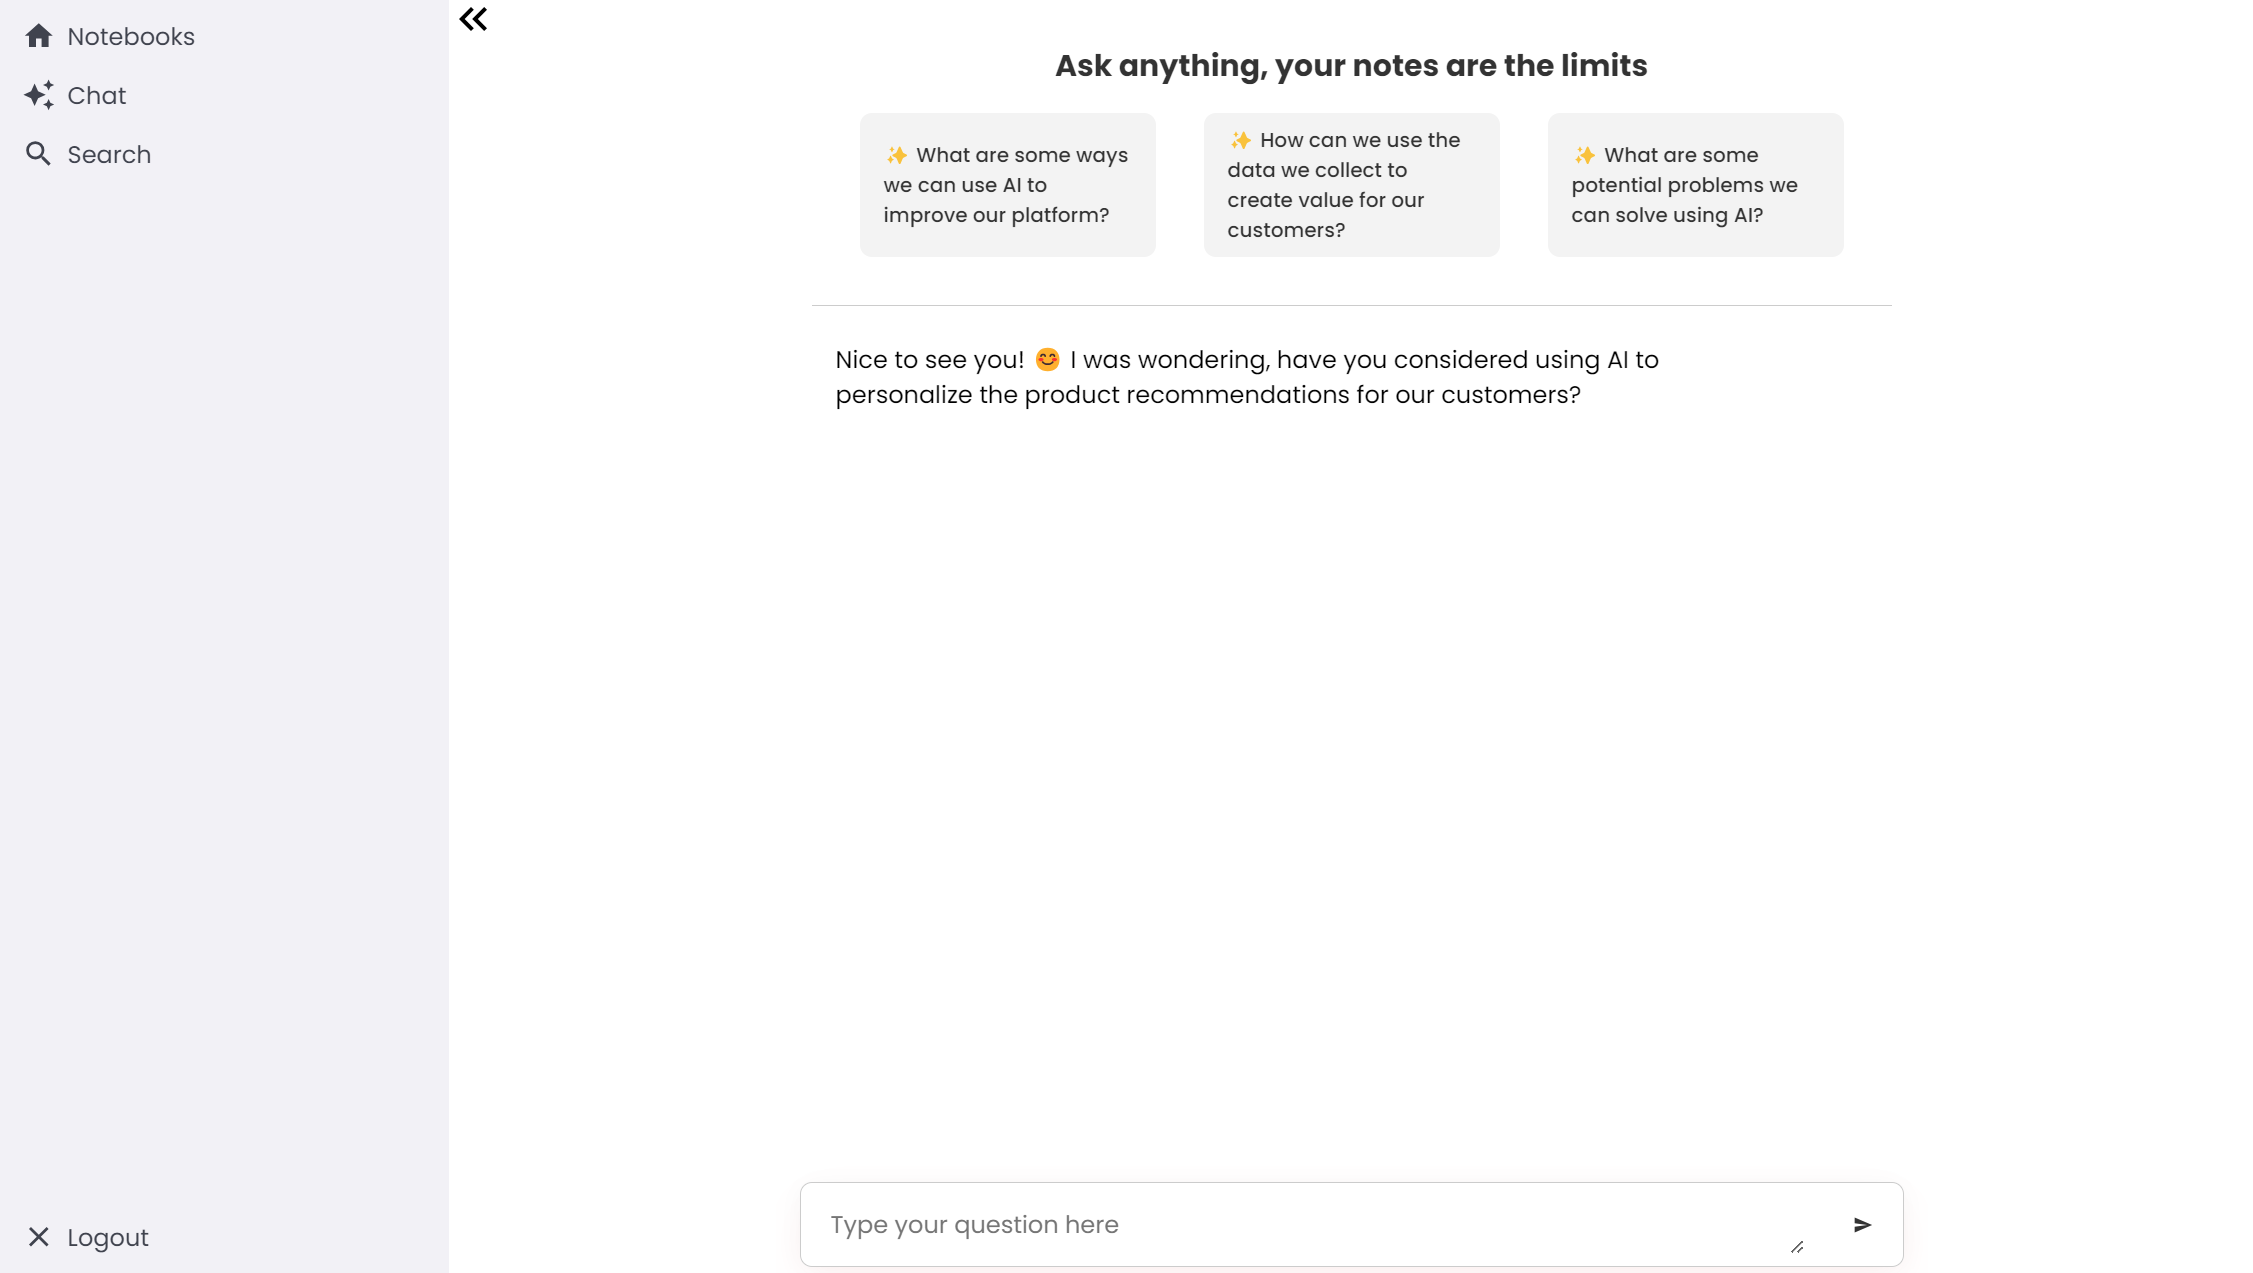 Notebooks
Chat
Search
Ask anything, your notes are the limits
✨ What are some ways
we can use AI to
improve our platform?
✨ How can we use the
data we collect to
create value for our
customers?
✨ What are some
potential problems we
can solve using AI?
Nice to see you! 😊 I was wondering, have you considered using AI to
personalize the product recommendations for our customers?
Type your question here
Logout